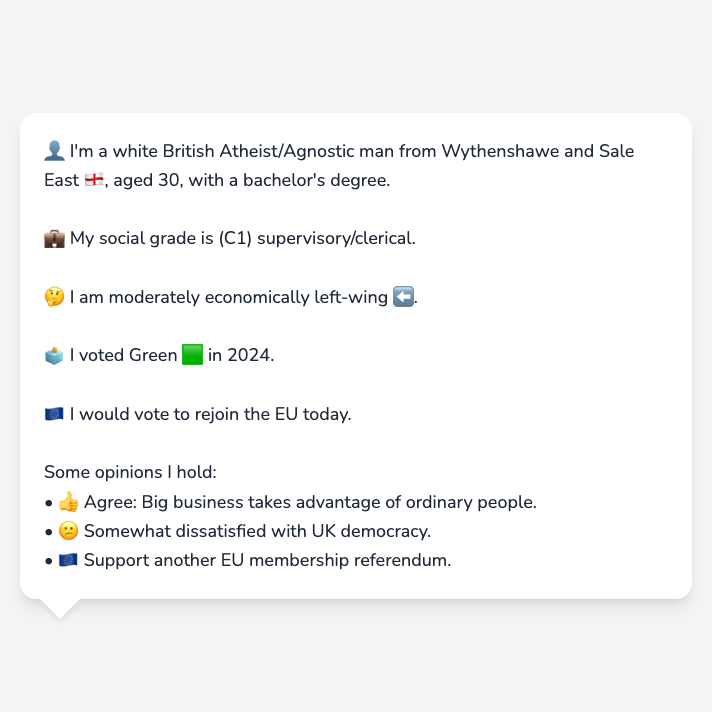 👤 I'm a white British Atheist/Agnostic man from Wythenshawe and Sale
East 🏴󠁧󠁢󠁥󠁮󠁧󠁿, aged 30, with a bachelor's degree.
💼 My social grade is (C1) supervisory/clerical.
🤔 I am moderately economically left-wing ⬅️.
🗳️ I voted Green 🟩 in 2024.
🇪🇺 I would vote to rejoin the EU today.
Some opinions I hold:
• 👍 Agree: Big business takes advantage of ordinary people.
• 🙁 Somewhat dissatisfied with UK democracy.
• 🇪🇺 Support another EU membership referendum.